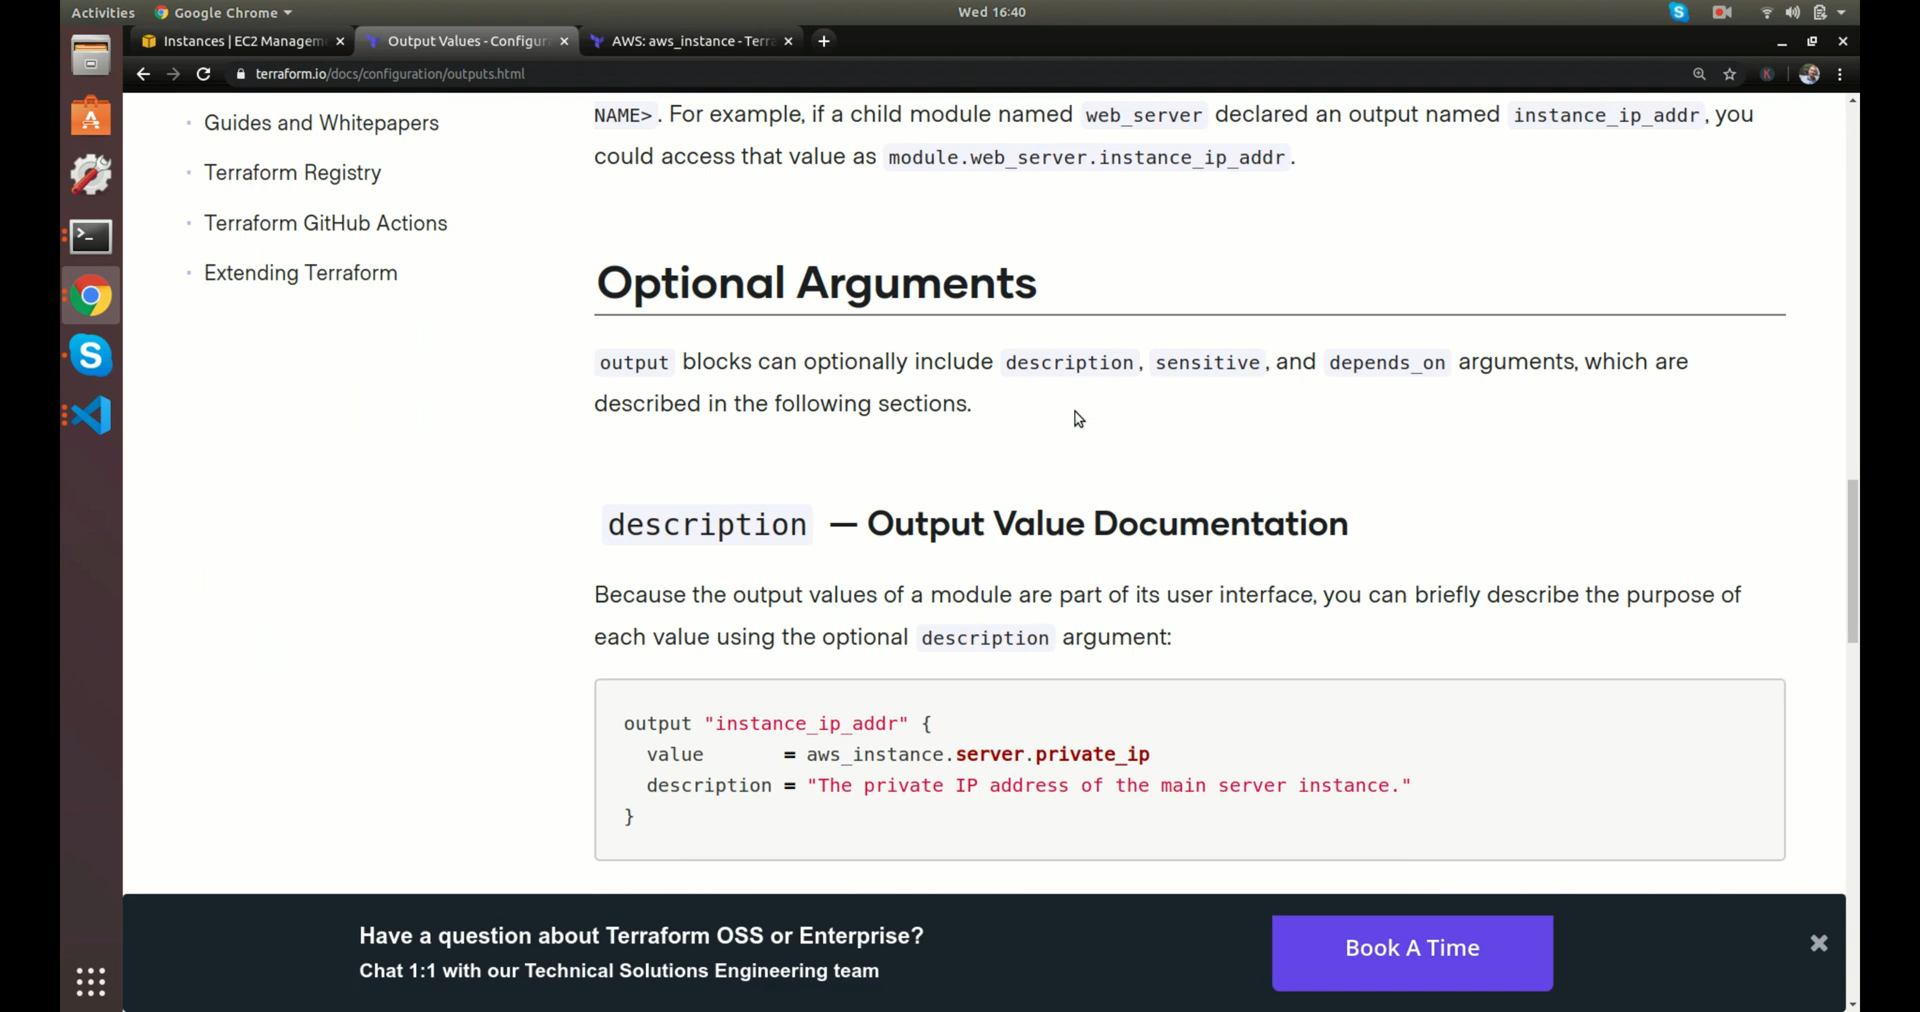 Activities
Google Chrome
Wed 16:40
Instances | EC2 Managem
Output Values - Configur
AWS: aws_instance - Terra
terraform.io/docs/configuration/outputs.html
Guides and Whitepapers
Terraform Registry
Terraform GitHub Actions
Extending Terraform
NAME> . For example, if a child module named web_server declared an output named instance_ip_addr , you
could access that value as module.web_server.instance_ip_addr .
Optional Arguments
output blocks can optionally include description , sensitive , and depends_on arguments, which are
described in the following sections.
description — Output Value Documentation
Because the output values of a module are part of its user interface, you can briefly describe the purpose of
each value using the optional description argument:
output "instance_ip_addr" {
value = aws_instance.server.private_ip
description = "The private IP address of the main server instance."
}
Have a question about Terraform OSS or Enterprise?
Chat 1:1 with our Technical Solutions Engineering team
Book A Time